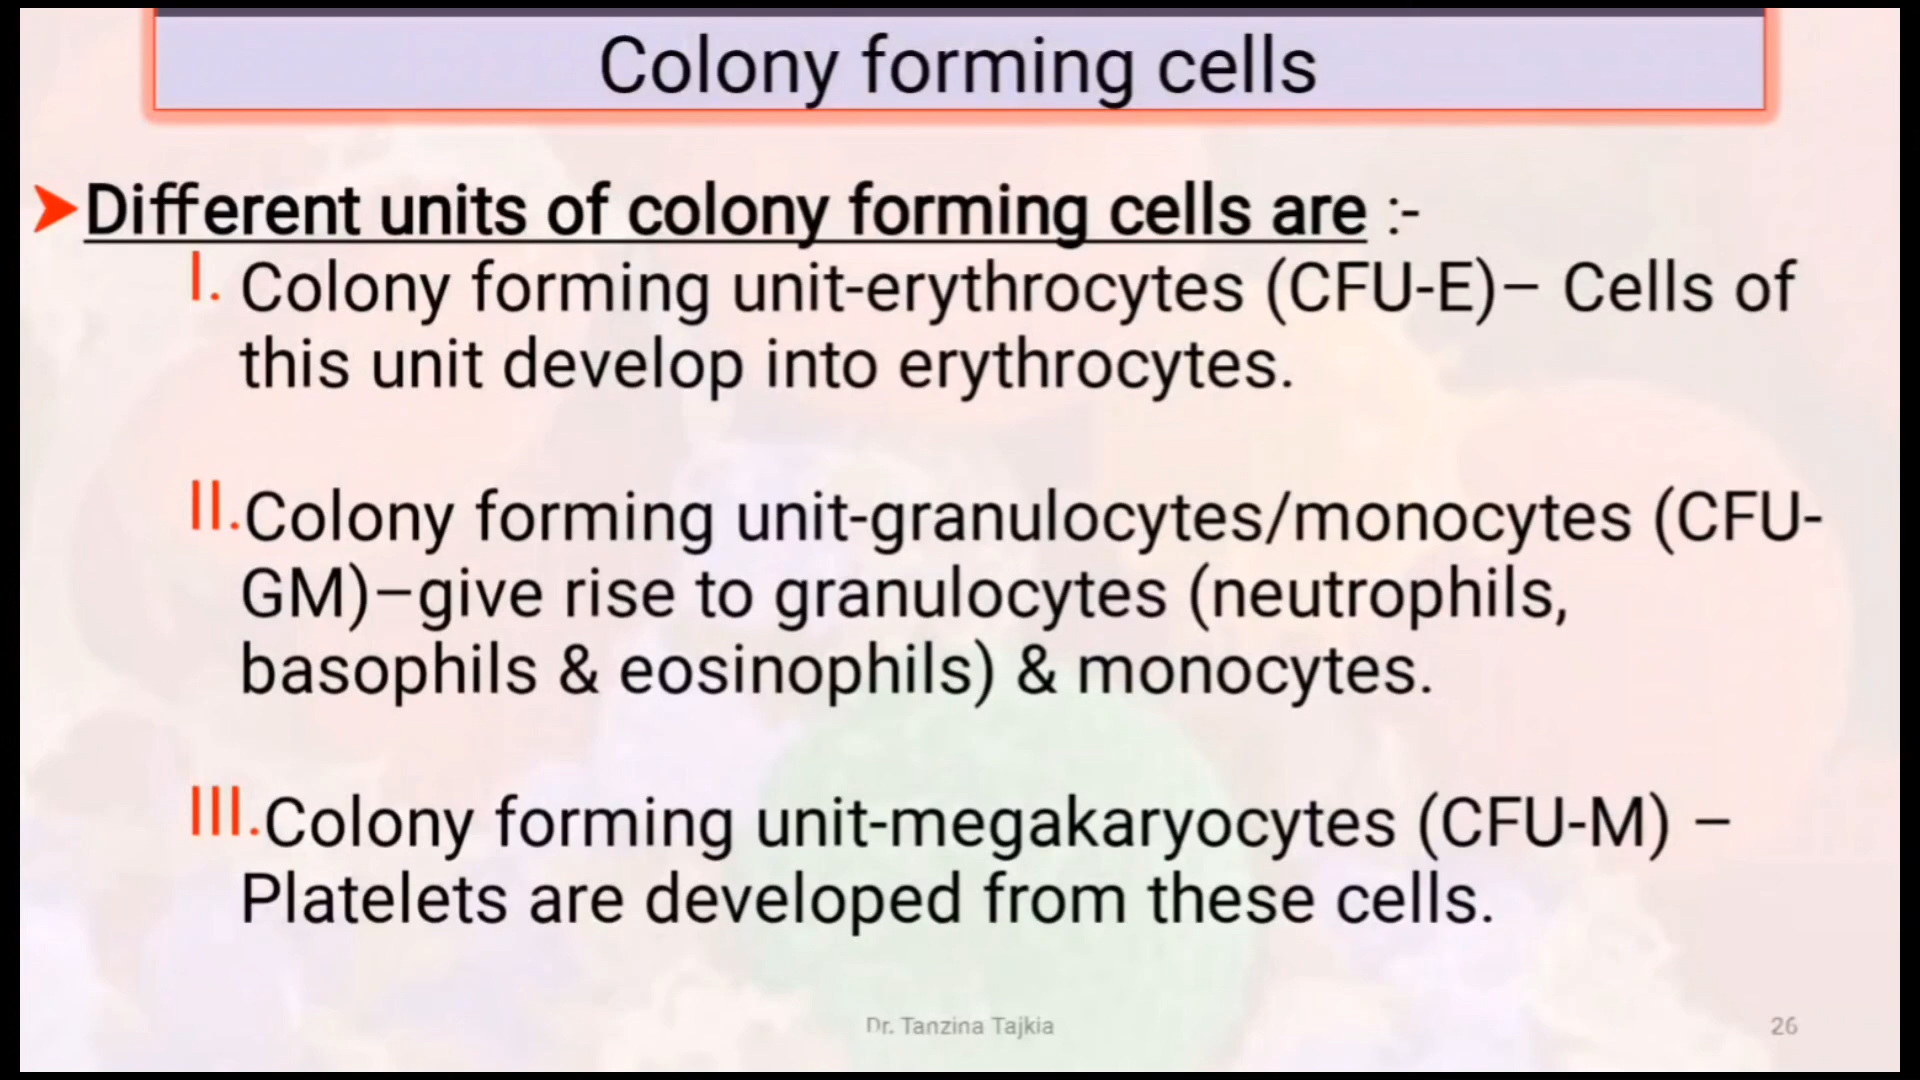 Colony forming cells
➤Different units of colony forming cells are :-
I. Colony forming unit-erythrocytes (CFU-E)– Cells of
this unit develop into erythrocytes.
II.Colony forming unit-granulocytes/monocytes (CFU-
GM)–give rise to granulocytes (neutrophils,
basophils & eosinophils) & monocytes.
III.Colony forming unit-megakaryocytes (CFU-M) –
Platelets are developed from these cells.
Dr. Tanzina Tajkia
26